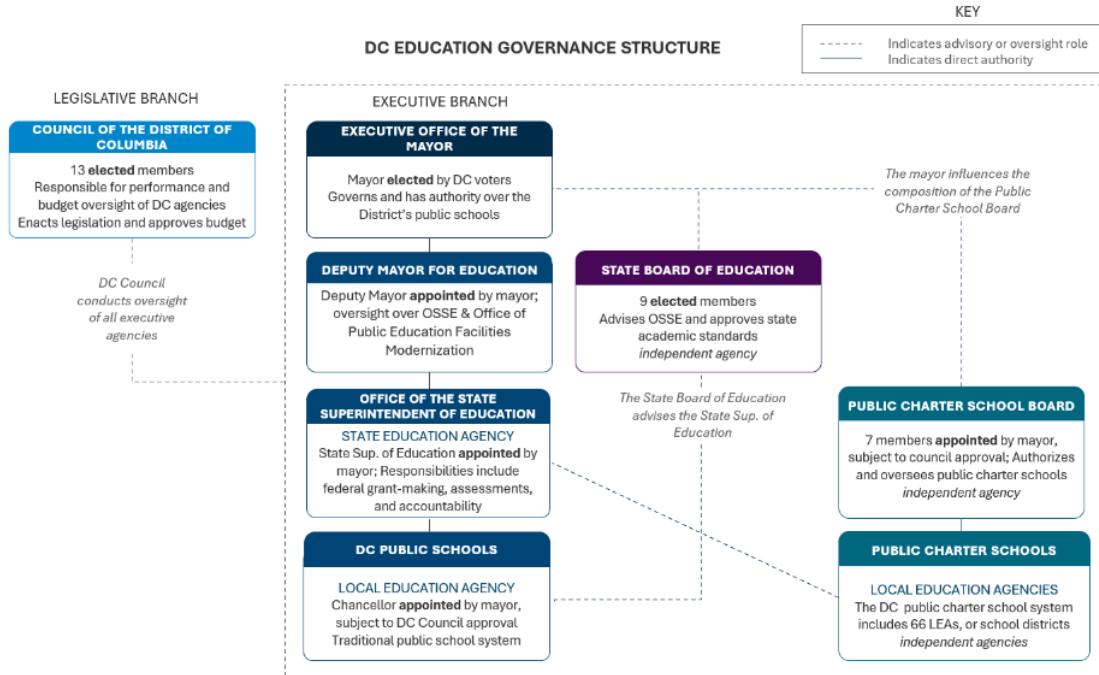 KEY
Indicates advisory or oversight role
Indicates direct authority
DC EDUCATION GOVERNANCE STRUCTURE
LEGISLATIVE BRANCH
COUNCIL OF THE DISTRICT OF
COLUMBIA
13 elected members
Responsible for performance and
budget oversight of DC agencies
Enacts legislation and approves budget
DC Council
conducts oversight
of all executive
agencies
EXECUTIVE BRANCH
EXECUTIVE OFFICE OF THE
MAYOR
Mayor elected by DC voters
Governs and has authority over the
District's public schools
The mayor influences the
composition of the Public
Charter School Board
DEPUTY MAYOR FOR EDUCATION
Deputy Mayor appointed by mayor;
oversight over OSSE & Office of
Public Education Facilities
Modernization
STATE BOARD OF EDUCATION
9 elected members
Advises OSSE and approves state
academic standards
independent agency
The State Board of Education
advises the State Sup. of
Education
OFFICE OF THE STATE
SUPERINTENDENT OF EDUCATION
STATE EDUCATION AGENCY
State Sup. of Education appointed by
mayor; Responsibilities include
federal grant-making, assessments,
and accountability
PUBLIC CHARTER SCHOOL BOARD
7 members appointed by mayor,
subject to council approval; Authorizes
and oversees public charter schools
independent agency
DC PUBLIC SCHOOLS
LOCAL EDUCATION AGENCY
Chancellor appointed by mayor,
subject to DC Council approval
Traditional public school system
PUBLIC CHARTER SCHOOLS
LOCAL EDUCATION AGENCIES
The DC public charter school system
includes 66 LEAs, or school districts
independent agencies